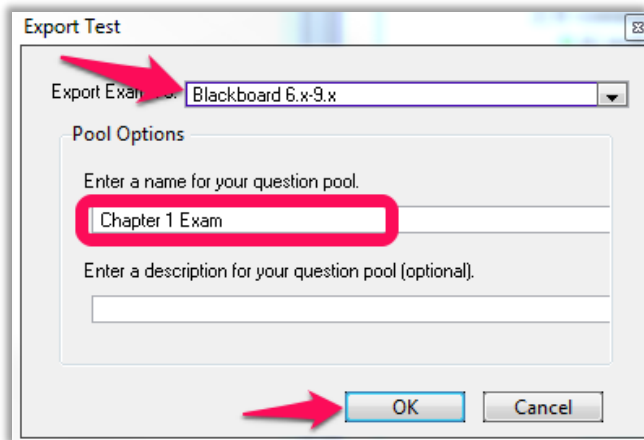 Export Test
Export Exa Blackboard 6.x-9.x
Pool Options
Enter a name for your question pool.
Chapter 1 Exam
Enter a description for your question pool (optional).
OK Cancel